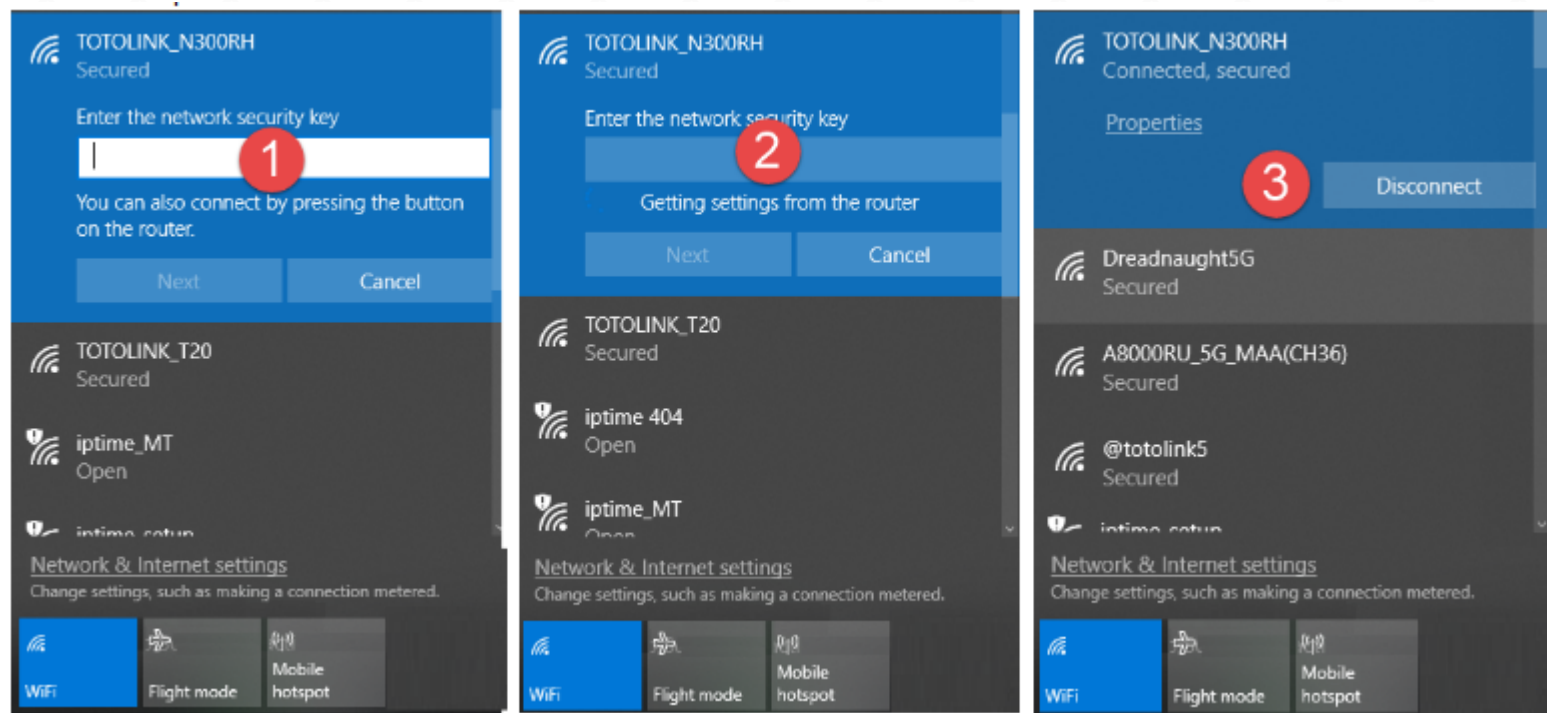 TOTOLINK_N300RH
Secured
Enter the network security key
1
You can also connect by pressing the button
on the router.
Next
Cancel
TOTOLINK_T20
Secured
iptime_MT
Open
iptime_setup
Network & Internet settings
Change settings, such as making a connection metered.
WiFi
Flight mode
Mobile
hotspot
TOTOLINK_N300RH
Secured
Enter the network security key
2
Getting settings from the router
Next
Cancel
TOTOLINK_T20
Secured
iptime 404
Open
iptime_MT
Open
Network & Internet settings
Change settings, such as making a connection metered.
WiFi
Flight mode
Mobile
hotspot
TOTOLINK_N300RH
Connected, secured
Properties
3
Disconnect
Dreadnaught5G
Secured
A8000RU_5G_MAA(CH36)
Secured
@totolink5
Secured
iptime_setup
Network & Internet settings
Change settings, such as making a connection metered.
WiFi
Flight mode
Mobile
hotspot